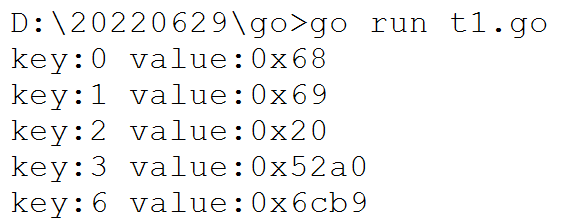 D:\20220629\go>go run t1.go
key:0 value:0x68
key:1 value:0x69
key:2 value:0x20
key:3 value:0x52a0
key:6 value:0x6cb9